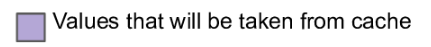 Values that will be taken from cache